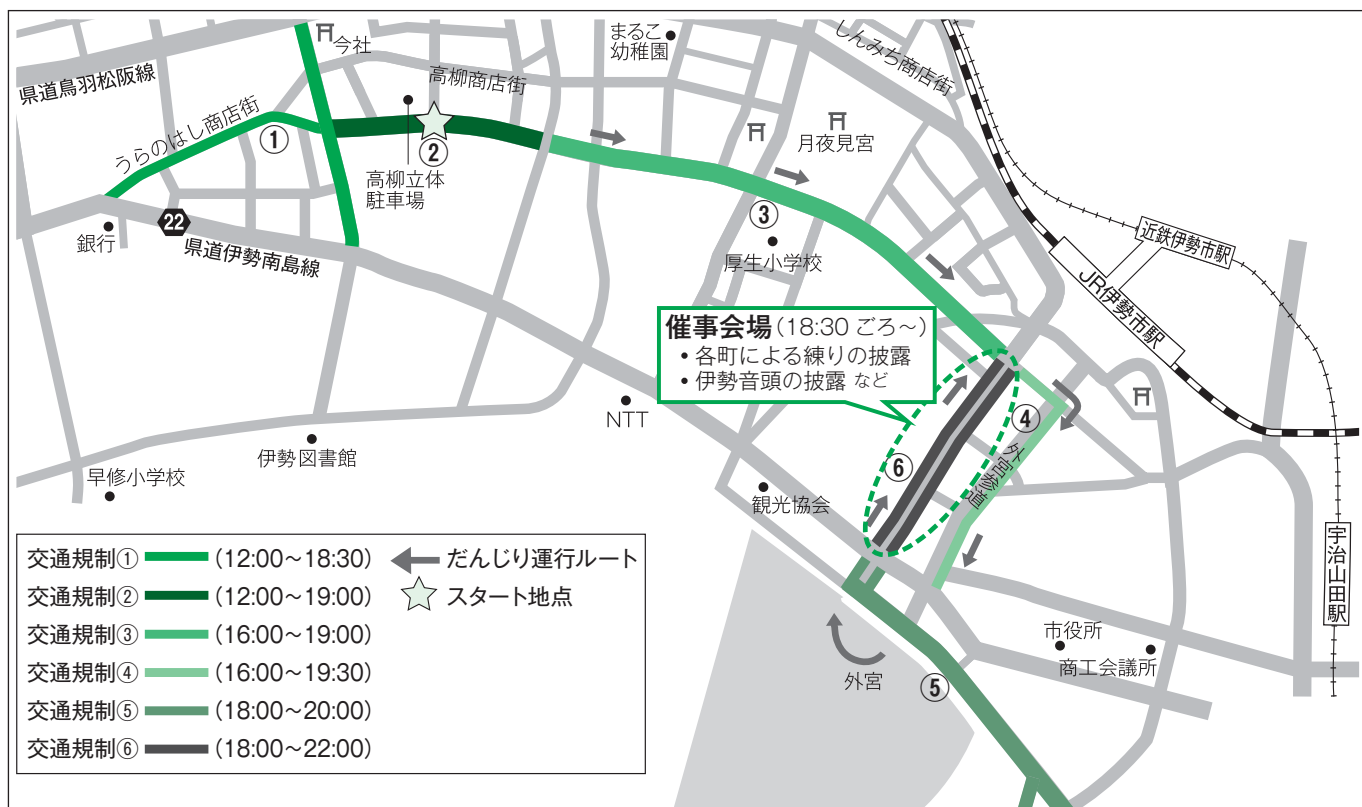 県道鳥羽松阪線
今社
まるこ
幼稚園
しんみち商店街
高柳商店街
うらのはし商店街
①
②
高柳立体
駐車場
月夜見宮
③
厚生小学校
銀行
22
県道伊勢南島線
近鉄伊勢市駅
JR伊勢市駅
催事会場(18:30ごろ~)
• 各町による練りの披露
• 伊勢音頭の披露 など
NTT
④
外宮参道
⑥
伊勢図書館
早修小学校
観光協会
宇治山田駅
市役所
商工会議所
外宮
⑤
交通規制① (12:00~18:30)
交通規制② (12:00~19:00)
交通規制③ (16:00~19:00)
交通規制④ (16:00~19:30)
交通規制⑤ (18:00~20:00)
交通規制⑥ (18:00~22:00)
だんじり運行ルート
スタート地点